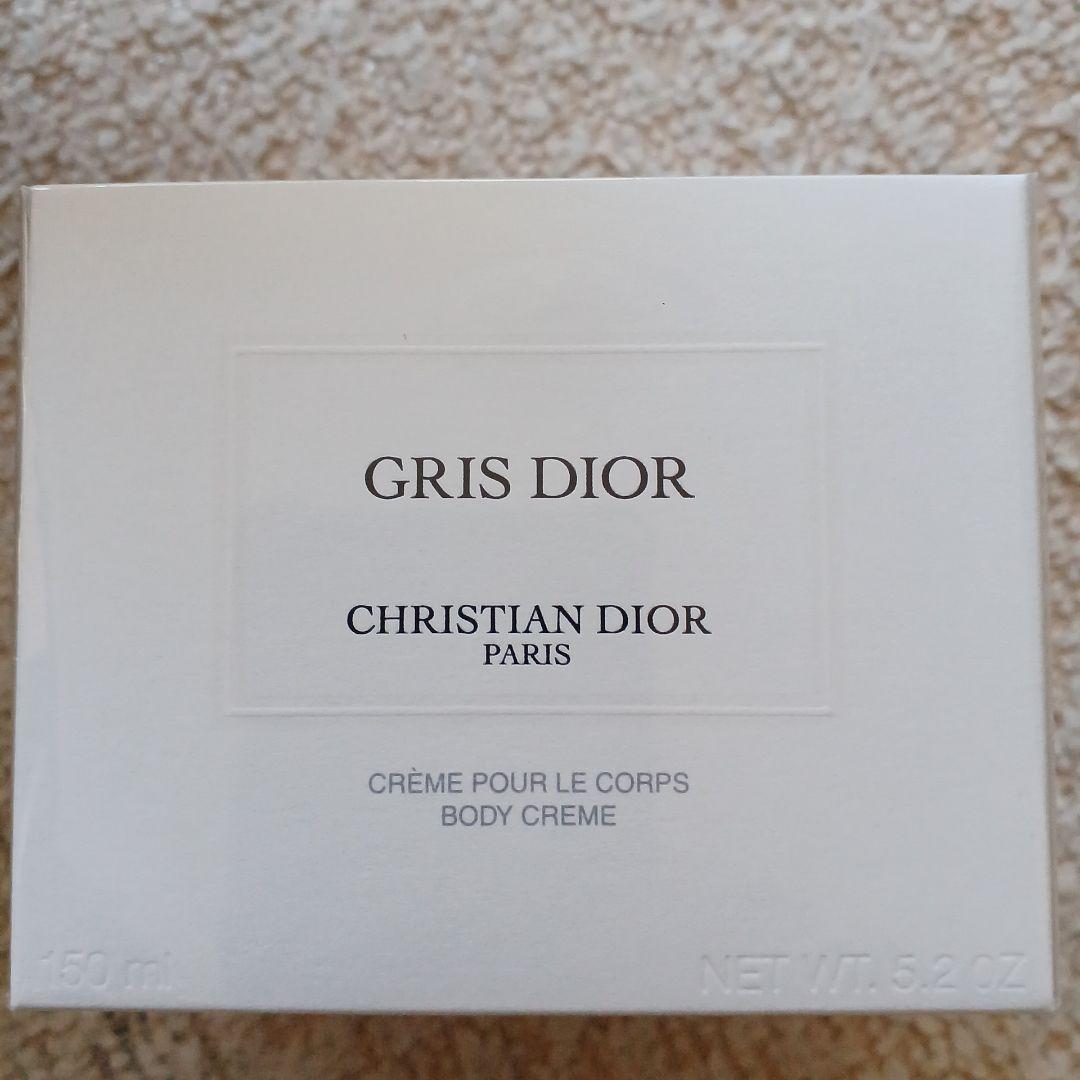 GRIS DIOR
CHRISTIAN DIOR
PARIS
CRÈME POUR LE CORPS
BODY CREME
150 ml
NET WT. 5.2 OZ